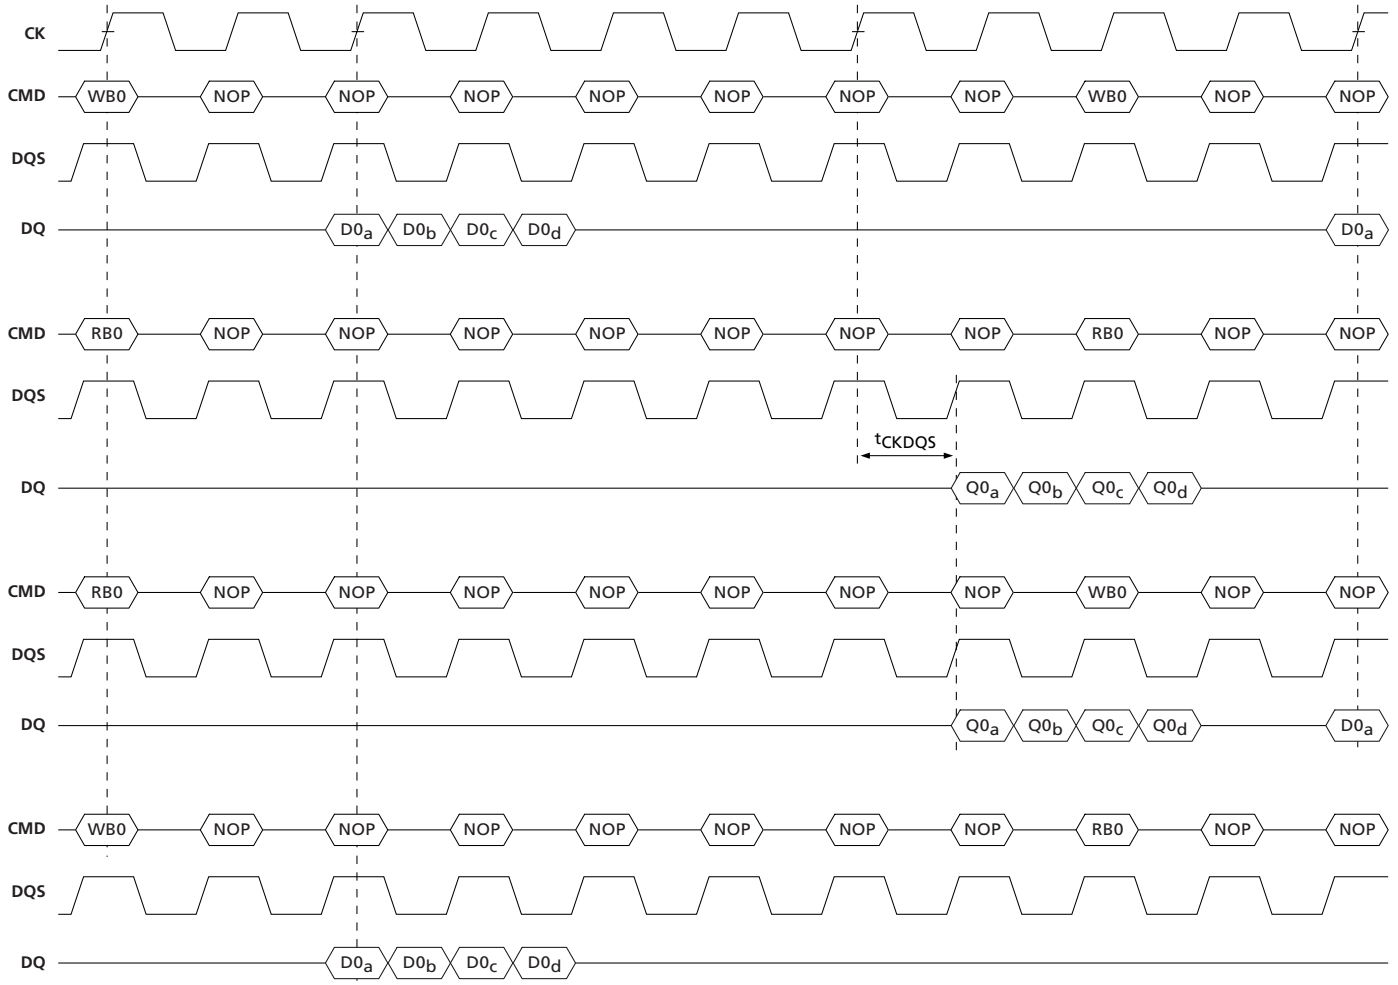 CK
CMD WB0 NOP NOP NOP NOP NOP NOP NOP WB0 NOP NOP
DQS
DQ D0a D0b D0c D0d D0a
CMD RB0 NOP NOP NOP NOP NOP NOP NOP RB0 NOP NOP
DQS
tCKDQS
DQ Q0a Q0b Q0c Q0d
CMD RB0 NOP NOP NOP NOP NOP NOP NOP WB0 NOP NOP
DQS
DQ Q0a Q0b Q0c Q0d D0a
CMD WB0 NOP NOP NOP NOP NOP NOP NOP RB0 NOP NOP
DQS
DQ D0a D0b D0c D0d